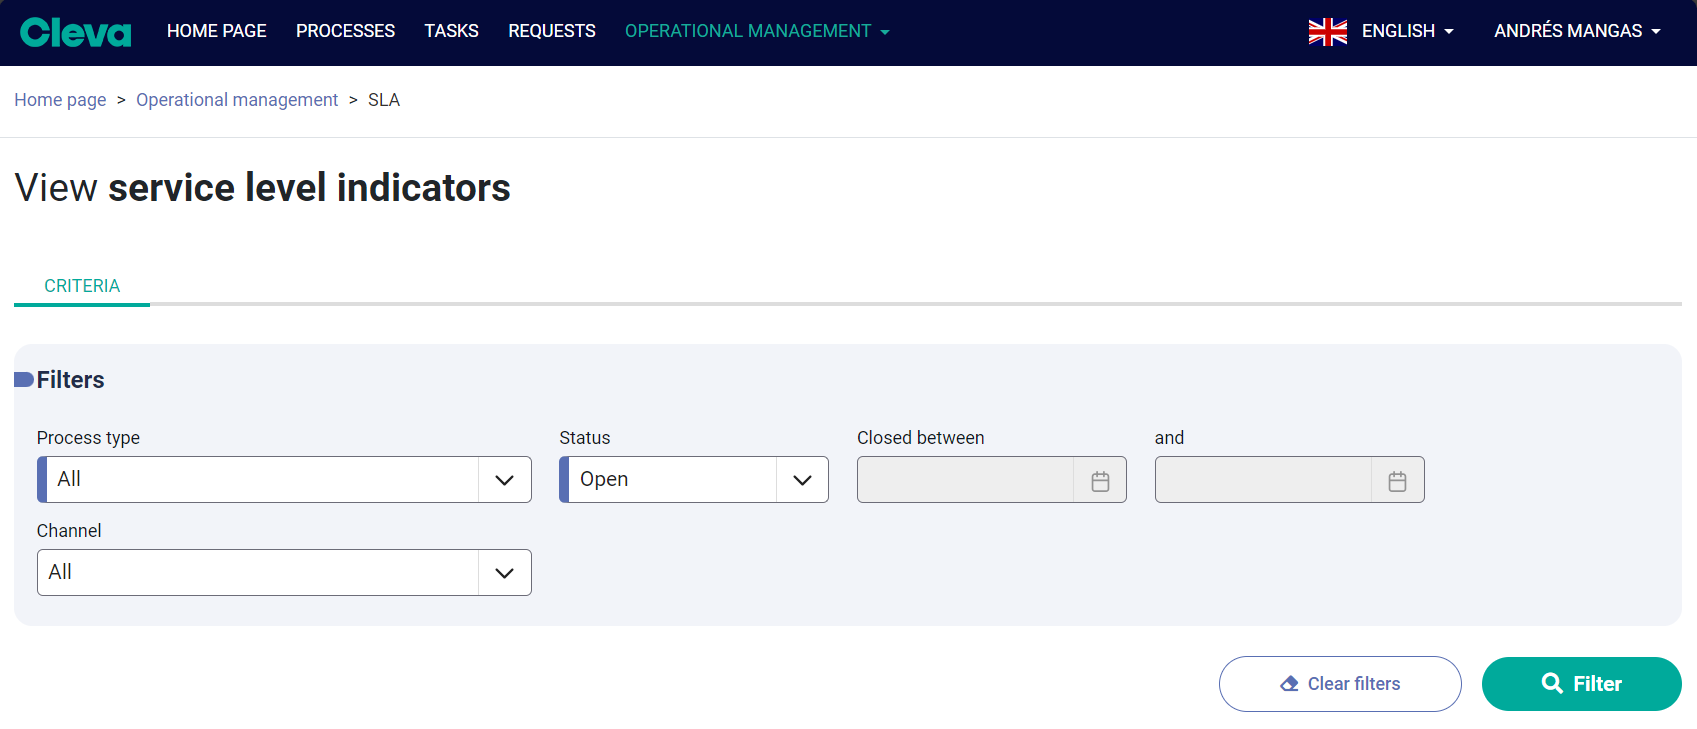 Cleva HOME PAGE PROCESSES TASKS REQUESTS OPERATIONAL MANAGEMENT ENGLISH ANDRÉS MANGAS
Home page > Operational management > SLA
View service level indicators
CRITERIA
Filters
Process type Status Closed between and
All Open
Channel
All
Clear filters Filter